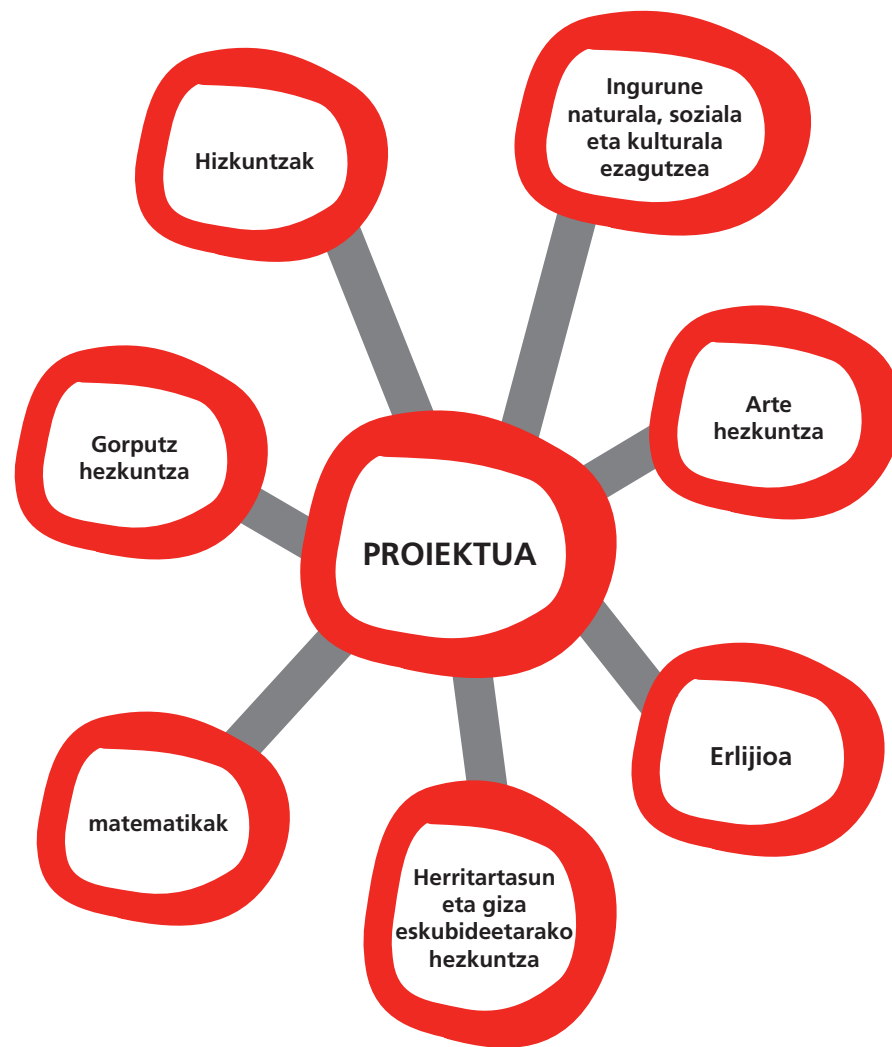 Hizkuntzak
Ingurune
naturala, soziala
eta kulturala
ezagutzea
Arte
hezkuntza
Gorputz
hezkuntza
PROIEKTUA
Erlijioa
matematikak
Herritartasun
eta giza
eskubideetarako
hezkuntza